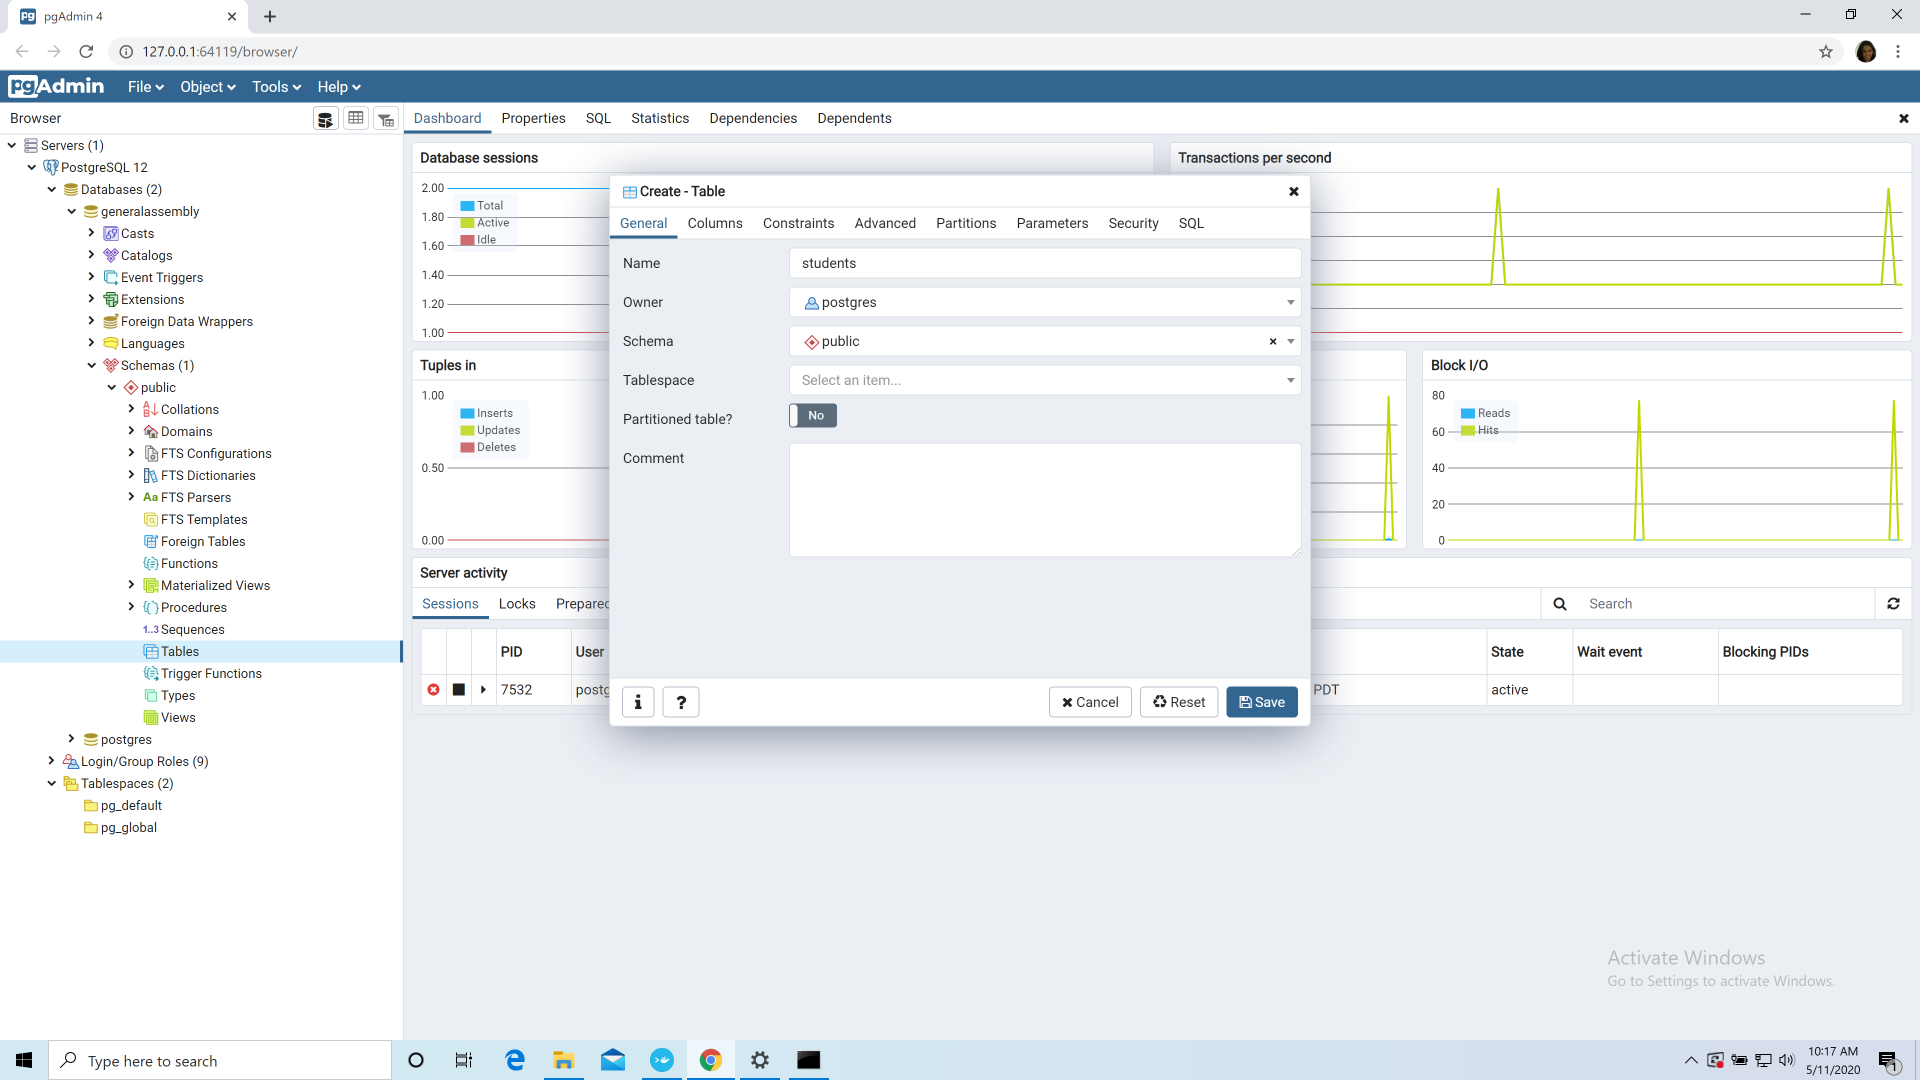 pgAdmin 4
127.0.0.1:64119/browser/
pgAdmin File Object Tools Help
Browser
Dashboard Properties SQL Statistics Dependencies Dependents
Servers (1)
PostgreSQL 12
Databases (2)
generalassembly
Casts
Catalogs
Event Triggers
Extensions
Foreign Data Wrappers
Languages
Schemas (1)
public
Collations
Domains
FTS Configurations
FTS Dictionaries
Aa FTS Parsers
FTS Templates
Foreign Tables
Functions
Materialized Views
Procedures
1..3 Sequences
Tables
Trigger Functions
Types
Views
postgres
Login/Group Roles (9)
Tablespaces (2)
pg_default
pg_global
Database sessions
2.00
1.80
1.60
1.40
1.20
1.00
Total
Active
Idle
Transactions per second
Tuples in
1.00
0.50
0.00
Inserts
Updates
Deletes
Block I/O
80
60
40
20
0
Reads
Hits
Server activity
Sessions Locks Prepared
Search
PID User State Wait event Blocking PIDs
7532 postg PDT active
Create - Table
General Columns Constraints Advanced Partitions Parameters Security SQL
Name students
Owner postgres
Schema public
Tablespace Select an item...
Partitioned table? No
Comment
i ? Cancel Reset Save
Activate Windows
Go to Settings to activate Windows.
Type here to search
10:17 AM
5/11/2020
1